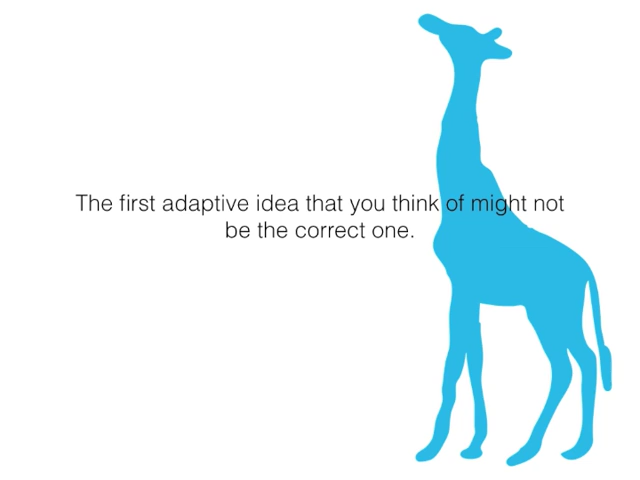 The first adaptive idea that you think of might not
be the correct one.